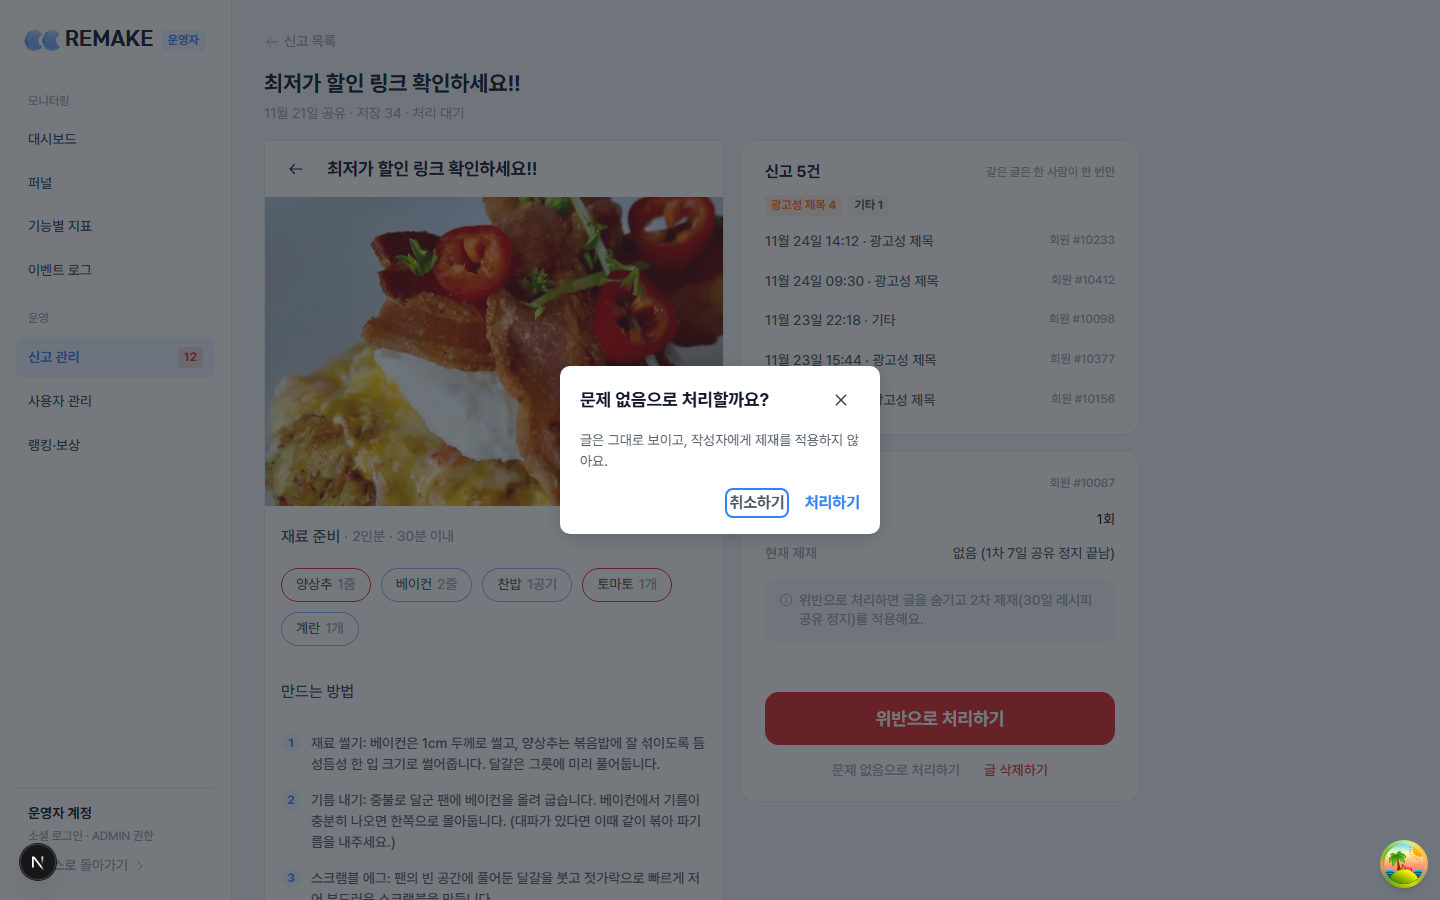 REMAKE 운영자
모니터링
대시보드
퍼널
기능별 지표
이벤트 로그
운영
신고 관리 12
사용자 관리
랭킹·보상
운영자 계정
소셜 로그인 · ADMIN 권한
스로 돌아가기
N
← 신고 목록
최저가 할인 링크 확인하세요!!
11월 21일 공유 · 저장 34 · 처리 대기
← 최저가 할인 링크 확인하세요!!
재료 준비 · 2인분 · 30분 이내
양상추 1줌 베이컨 2줄 찬밥 1공기 토마토 1개
계란 1개
만드는 방법
1 재료 썰기: 베이컨은 1cm 두께로 썰고, 양상추는 볶음밥에 잘 섞이도록 듬
성듬성 한 입 크기로 썰어줍니다. 달걀은 그릇에 미리 풀어둡니다.
2 기름 내기: 중불로 달군 팬에 베이컨을 올려 굽습니다. 베이컨에서 기름이
충분히 나오면 한쪽으로 몰아둡니다. (대파가 있다면 이때 같이 볶아 파기
름을 내주세요.)
3 스크램블 에그: 팬의 빈 공간에 풀어둔 달걀을 붓고 젓가락으로 빠르게 저
어 부드러운 스크램블을 만듭니다.
신고 5건 같은 글은 한 사람이 한 번만
광고성 제목 4 기타 1
11월 24일 14:12 · 광고성 제목 회원 #10233
11월 24일 09:30 · 광고성 제목 회원 #10412
11월 23일 22:18 · 기타 회원 #10098
11월 23일 15:44 · 광고성 제목 회원 #10377
광고성 제목 회원 #10156
회원 #10087
1회
현재 제재 없음 (1차 7일 공유 정지 끝남)
위반으로 처리하면 글을 숨기고 2차 제재(30일 레시피
공유 정지)를 적용해요.
위반으로 처리하기
문제 없음으로 처리하기 글 삭제하기
문제 없음으로 처리할까요?
글은 그대로 보이고, 작성자에게 제재를 적용하지 않
아요.
취소하기 처리하기